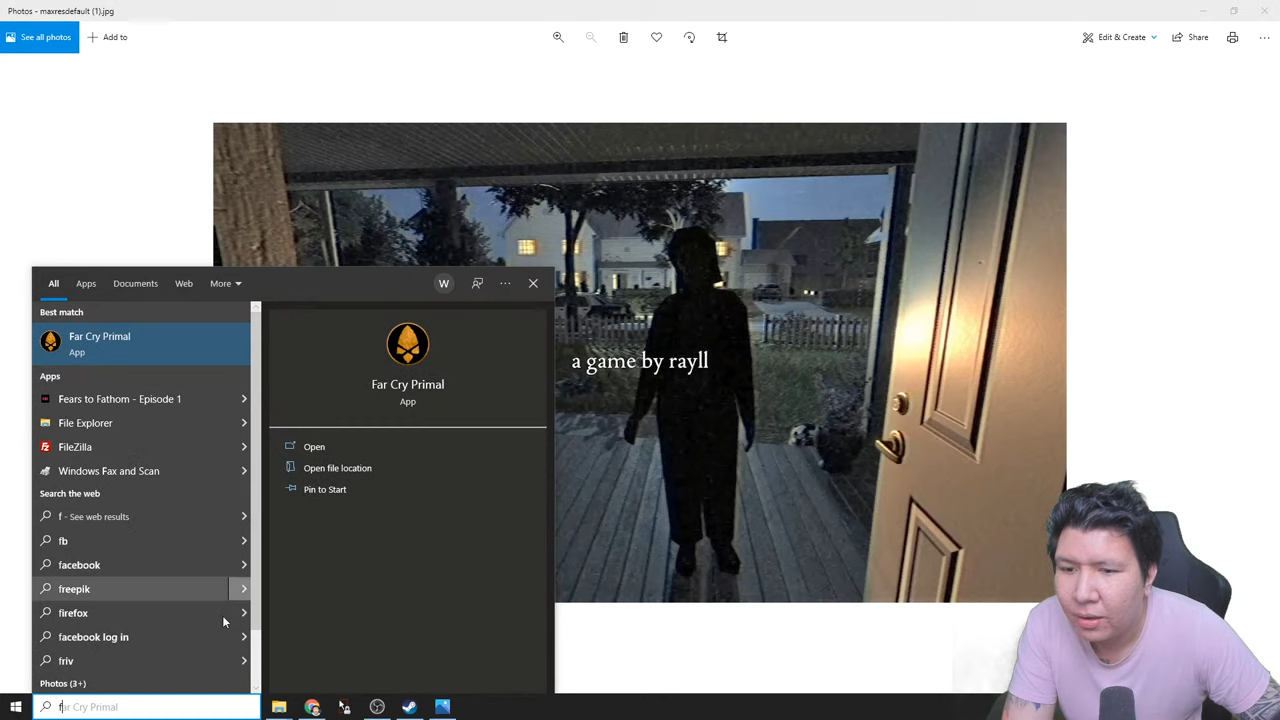 Photos - maxresdefault (1).jpg
See all photos
Add to
Edit & Create
Share
All
Apps
Documents
Web
More
W
Best match
Far Cry Primal
App
Apps
Fears to Fathom - Episode 1
File Explorer
FileZilla
Windows Fax and Scan
Search the web
f - See web results
fb
facebook
freepik
firefox
facebook log in
friv
Photos (3+)
far Cry Primal
Far Cry Primal
App
Open
Open file location
Pin to Start
a game by rayll